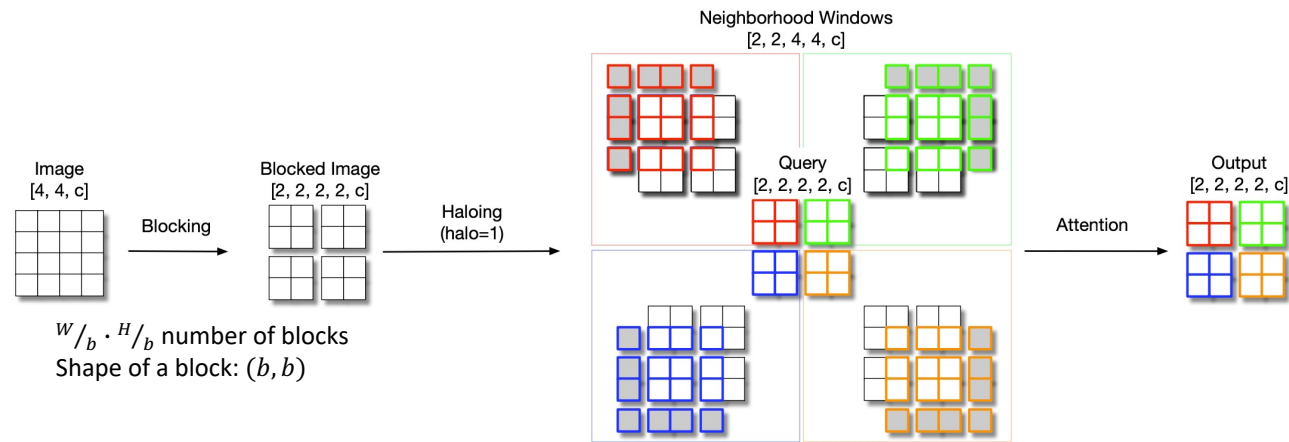 Neighborhood Windows
[2, 2, 4, 4, c]
Image
[4, 4, c]
Blocking
Blocked Image
[2, 2, 2, 2, c]
Haloing
(halo=1)
Query
[2, 2, 2, 2, c]
Attention
Output
[2, 2, 2, 2, c]
W/b · H/b number of blocks
Shape of a block: (b, b)